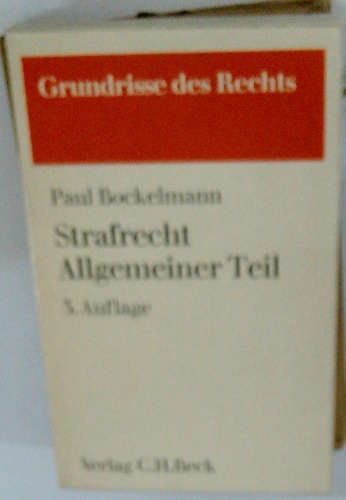 Grundrisse des Rechts
Paul Bockelmann
Strafrecht
Allgemeiner Teil
3. Auflage
Verlag C.H.Beck